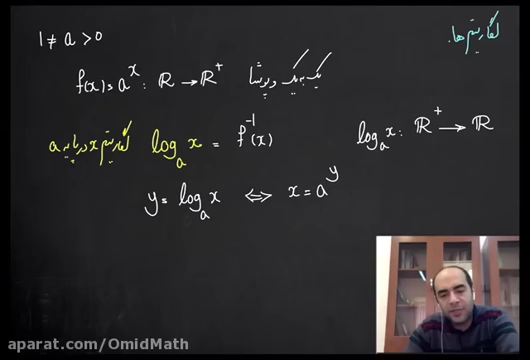 لگاریتم ها.
1 ≠ a > 0
f(x) = a^x : ℝ → ℝ^+ یک به یک و پوشا
لگاریتم x در پایه a log_a x = f^{-1}(x) log_a x : ℝ^+ → ℝ
y = log_a x ⇔ x = a^y
aparat.com/OmidMath